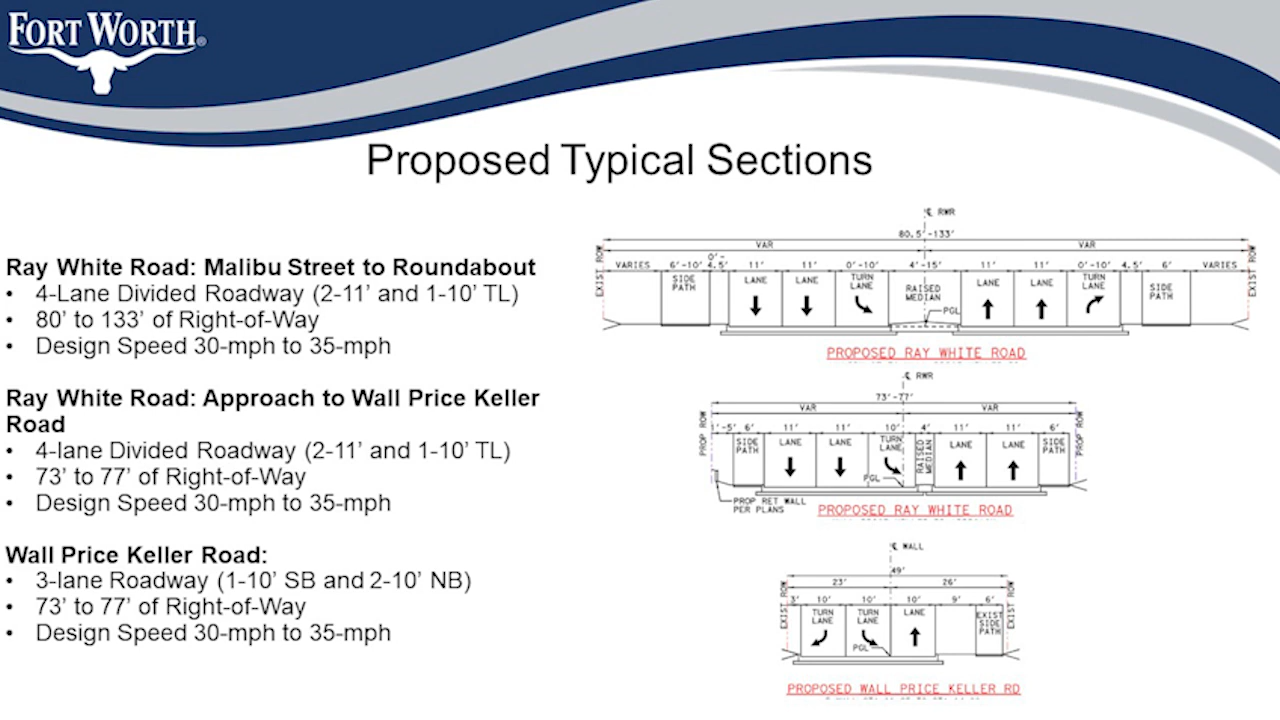 FORT WORTH®
Proposed Typical Sections
Ray White Road: Malibu Street to Roundabout
• 4-Lane Divided Roadway (2-11’ and 1-10’ TL)
• 80’ to 133’ of Right-of-Way
• Design Speed 30-mph to 35-mph
Ray White Road: Approach to Wall Price Keller
Road
• 4-lane Divided Roadway (2-11’ and 1-10’ TL)
• 73’ to 77’ of Right-of-Way
• Design Speed 30-mph to 35-mph
Wall Price Keller Road:
• 3-lane Roadway (1-10’ SB and 2-10’ NB)
• 73’ to 77’ of Right-of-Way
• Design Speed 30-mph to 35-mph
℄ RWR
80.5'-133'
VAR VAR
EXIST ROW
VARIES 6'-10' 0'-4.5' 11' 11' 0'-10' 4'-15' 11' 11' 0'-10' 4.5' 6' VARIES
EXIST ROW
SIDE PATH
LANE
LANE
TURN LANE
RAISED MEDIAN
PGL
LANE
LANE
TURN LANE
SIDE PATH
PROPOSED RAY WHITE ROAD
℄ RWR
73'-77'
VAR VAR
PROP ROW
1'-5' 6' 11' 11' 10' 4' 11' 11' 6'
PROP ROW
SIDE PATH
LANE
LANE
TURN LANE
PGL
RAISED MEDIAN
LANE
LANE
SIDE PATH
PROP RET WALL
PER PLANS
PROPOSED RAY WHITE ROAD
℄ WALL
49'
23' 26'
EXIST ROW
3' 10' 10' 10' 9' 6'
EXIST ROW
TURN LANE
TURN LANE
PGL
LANE
EXIST SIDE PATH
PROPOSED WALL PRICE KELLER RD